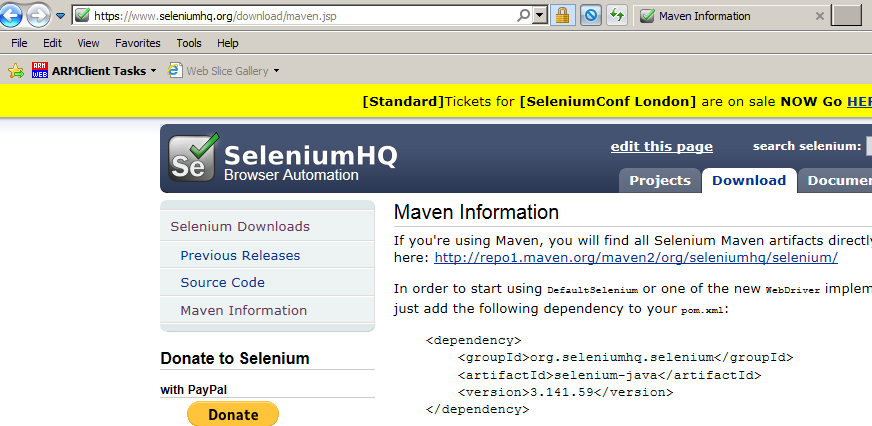 https://www.seleniumhq.org/download/maven.jsp
Maven Information
File Edit View Favorites Tools Help
ARM WEB ARMClient Tasks Web Slice Gallery
[Standard]Tickets for [SeleniumConf London] are on sale NOW Go HER
Se SeleniumHQ
Browser Automation
edit this page search selenium:
Projects Download Documen
Selenium Downloads
Previous Releases
Source Code
Maven Information
Donate to Selenium
with PayPal
Donate
Maven Information
If you're using Maven, you will find all Selenium Maven artifacts directly
here: http://repo1.maven.org/maven2/org/seleniumhq/selenium/
In order to start using DefaultSelenium or one of the new WebDriver implem
just add the following dependency to your pom.xml:
<dependency>
<groupId>org.seleniumhq.selenium</groupId>
<artifactId>selenium-java</artifactId>
<version>3.141.59</version>
</dependency>